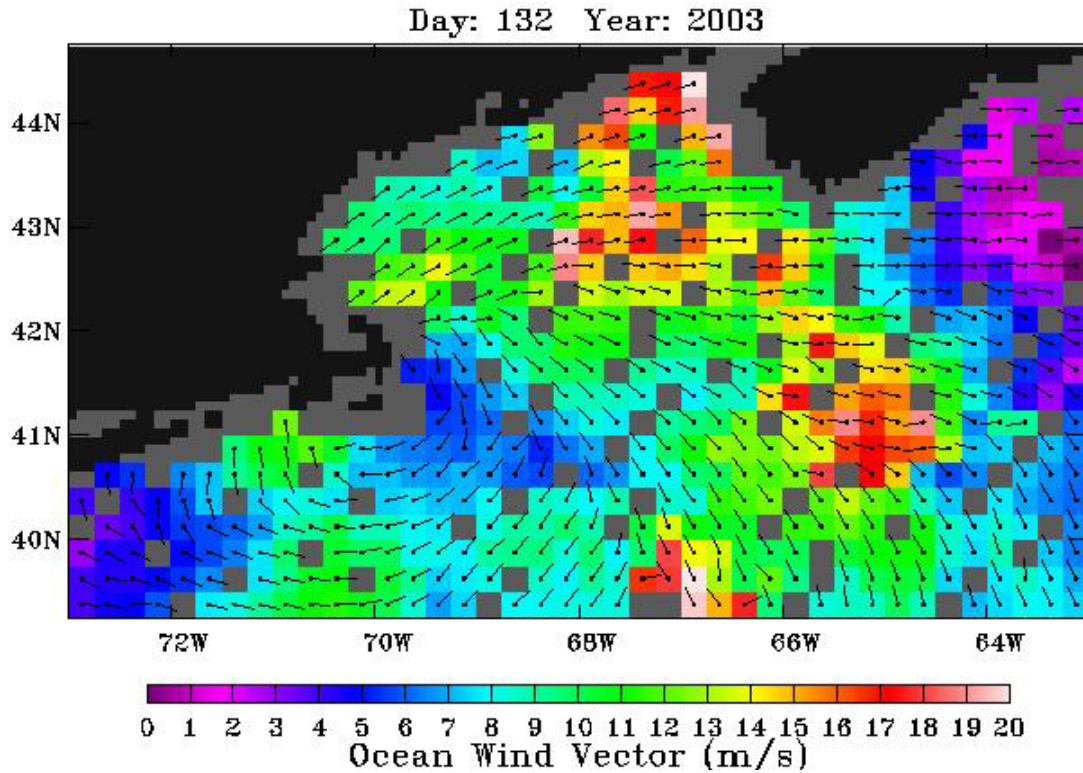 Day: 132 Year: 2003
44N
43N
42N
41N
40N
72W 70W 68W 66W 64W
0 1 2 3 4 5 6 7 8 9 10 11 12 13 14 15 16 17 18 19 20
Ocean Wind Vector (m/s)